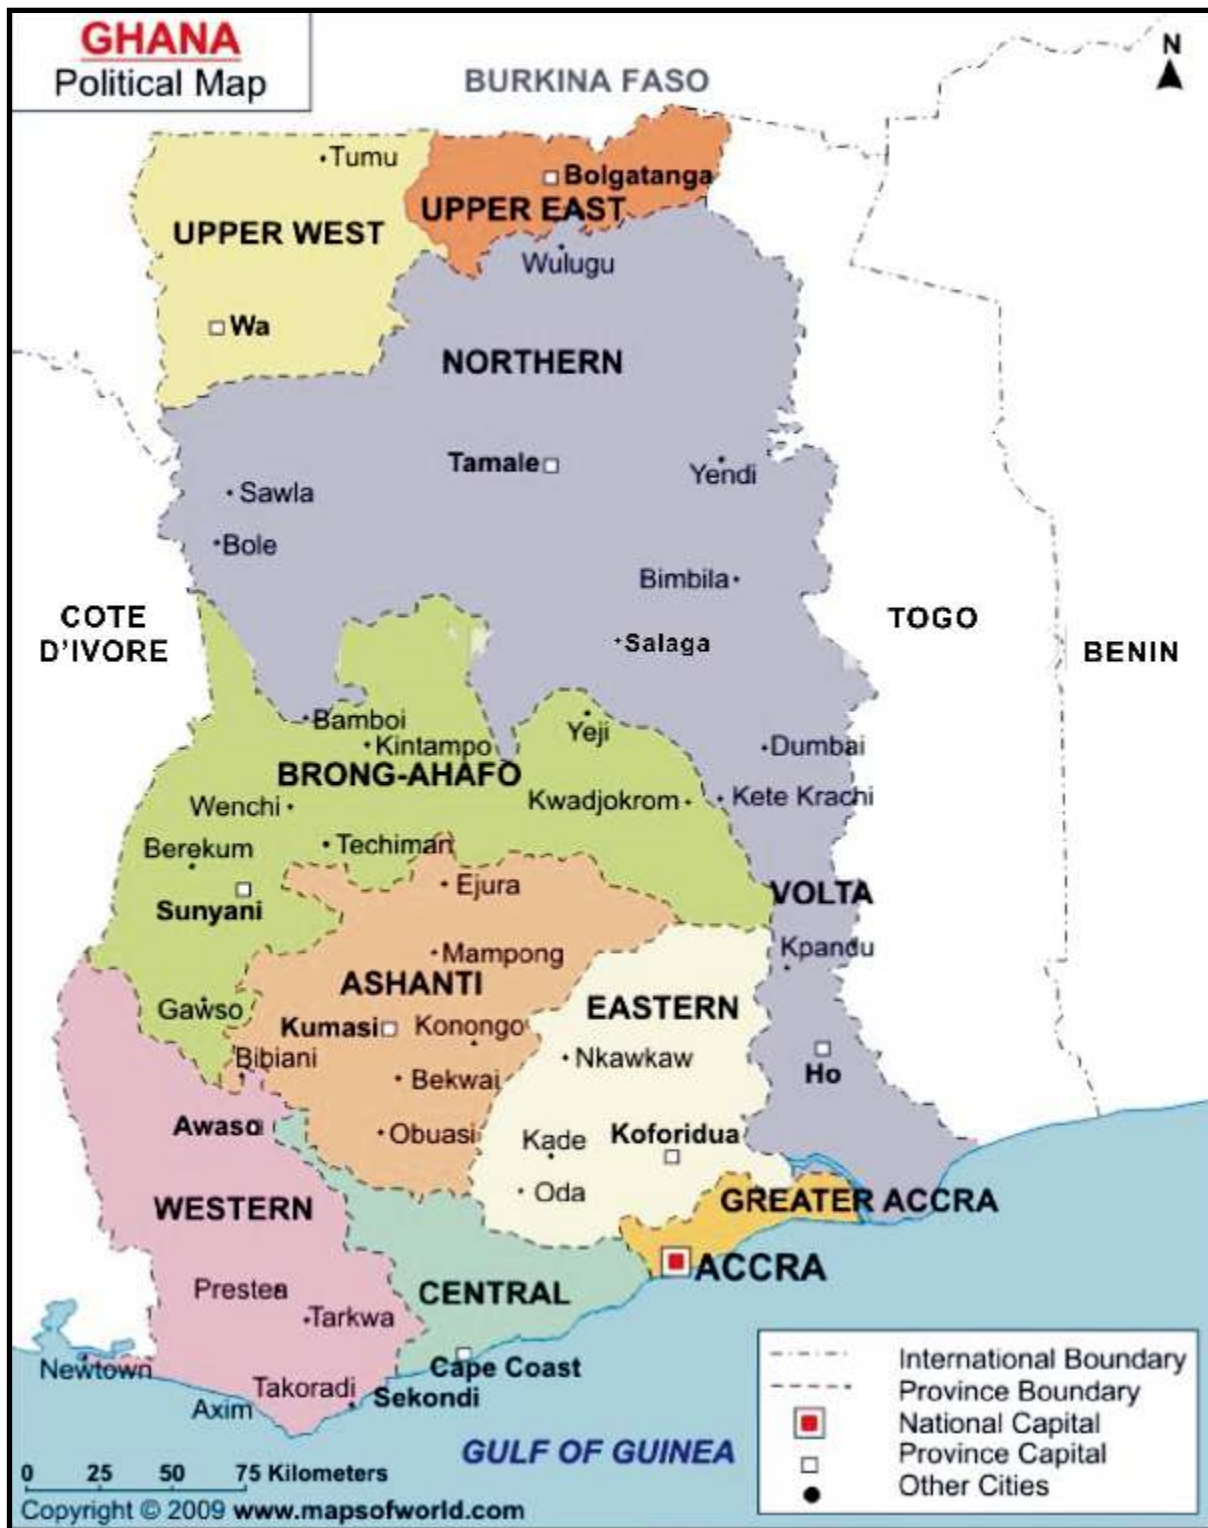 GHANA
Political Map
N
BURKINA FASO
Tumu
Bolgatanga
UPPER EAST
UPPER WEST
Wulugu
Wa
NORTHERN
Tamale
Yendi
Sawla
Bole
Bimbila
COTE
D'IVORE
TOGO
Salaga
BENIN
Bamboi
Yeji
Kintampo
Dumbai
BRONG-AHAFO
Wenchi
Kwadjokrom
Kete Krachi
Berekum
Techiman
Ejura
VOLTA
Sunyani
Kpandu
Mampong
ASHANTI
EASTERN
Gawso
Kumasi
Konongo
Bibiani
Nkawkaw
Ho
Bekwai
Awaso
Obuasi
Kade
Koforidua
Oda
WESTERN
GREATER ACCRA
ACCRA
Prestea
CENTRAL
Tarkwa
Newtown
Cape Coast
Takoradi
Sekondi
Axim
GULF OF GUINEA
International Boundary
Province Boundary
National Capital
Province Capital
Other Cities
0 25 50 75 Kilometers
Copyright © 2009 www.mapsofworld.com